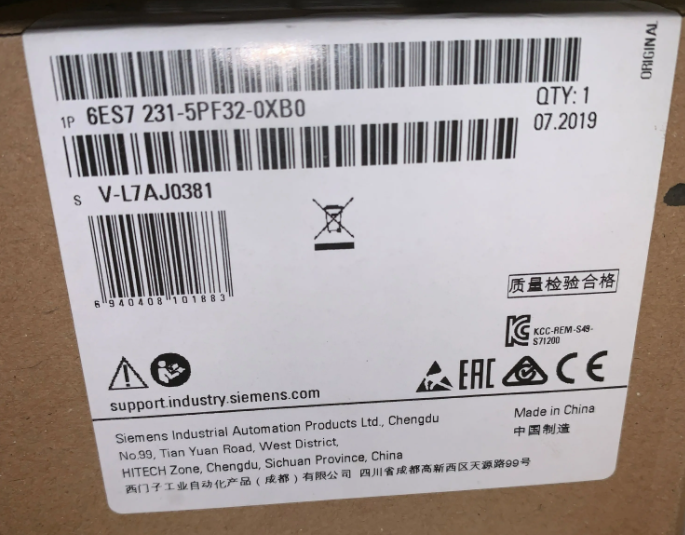 ORIGINAL
1P 6ES7 231-5PF32-0XB0
QTY: 1
07.2019
S V-L7AJ0381
6 940408 101883
质量检验合格
KCC-REM-S49-
S71200
EAC CE
support.industry.siemens.com
Siemens Industrial Automation Products Ltd., Chengdu
No.99, Tian Yuan Road, West District,
HITECH Zone, Chengdu, Sichuan Province, China
西门子工业自动化产品（成都）有限公司 四川省成都高新西区天源路99号
Made in China
中国制造